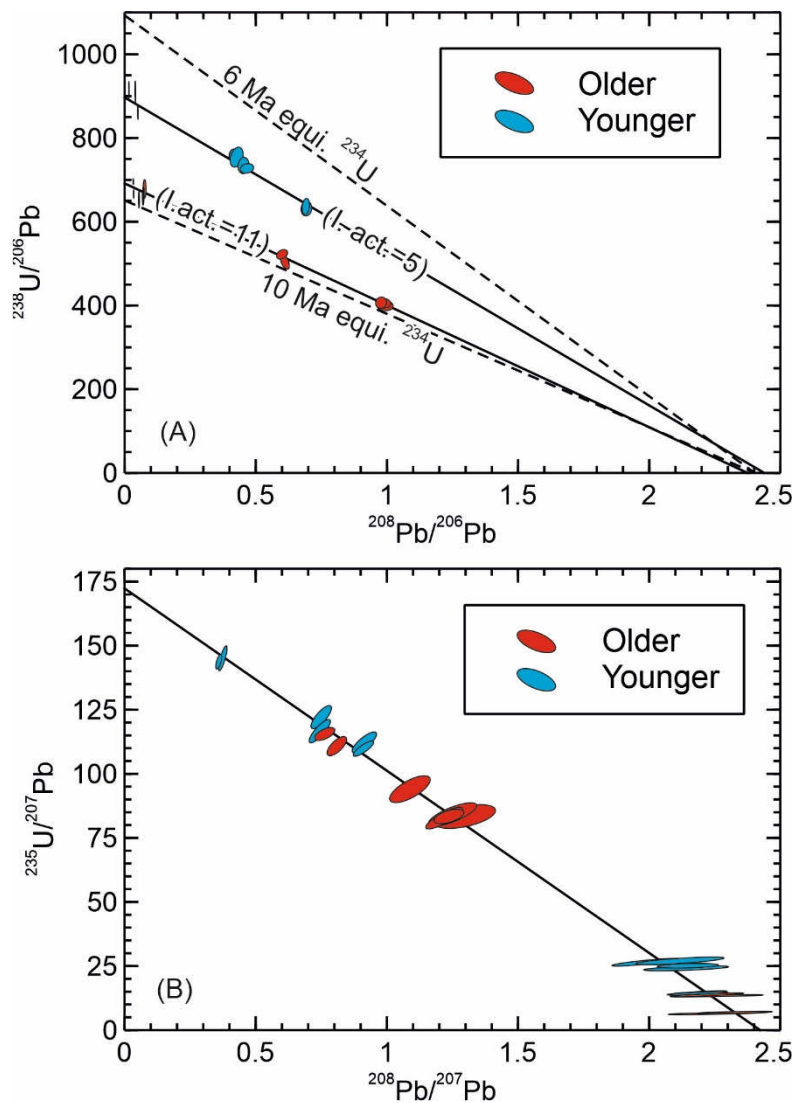 1000
800
600
400
200
0
²³⁸U/²⁰⁶Pb
Older
Younger
6 Ma equi. ²³⁴U
(I.act.=5)
(I.act.=11)
10 Ma equi. ²³⁴U
(A)
0 0.5 1 1.5 2 2.5
²⁰⁸Pb/²⁰⁶Pb
175
150
125
100
75
50
25
0
²³⁵U/²⁰⁷Pb
Older
Younger
(B)
0 0.5 1 1.5 2 2.5
²⁰⁸Pb/²⁰⁷Pb